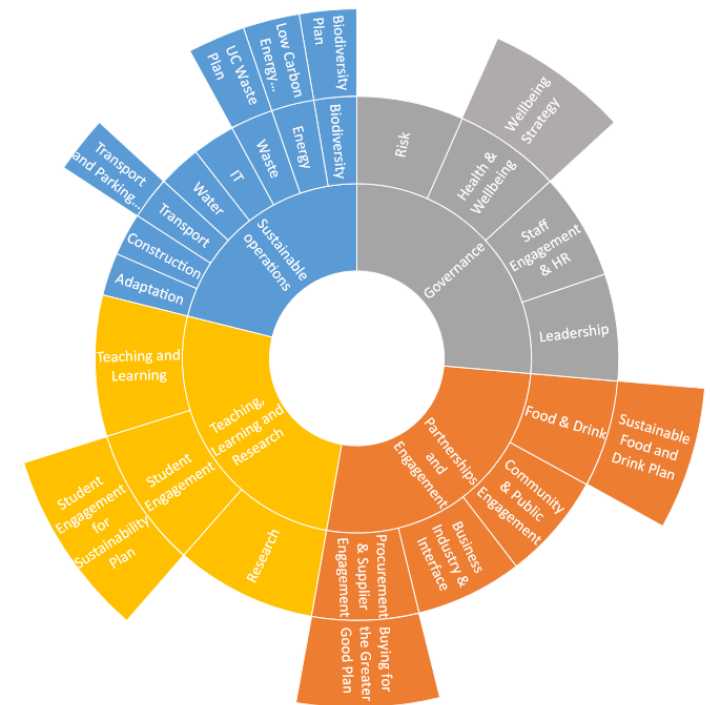 Biodiversity
Plan
Low Carbon
Energy...
UC Waste
Plan
Transport
and Parking...
Wellbeing
Strategy
Risk
Health &
Wellbeing
Staff
Engagement
& HR
Leadership
Governance
Biodiversity
Energy
Waste
IT
Water
Transport
Construction
Adaptation
Sustainable
operations
Teaching and
Learning
Student
Engagement
Research
Teaching,
Learning and
Research
Student
Engagement
for
Sustainability
Plan
Partnerships
and
Engagement
Food & Drink
Community
& Public
Engagement
Business
Industry &
Interface
Procurement
& Supplier
Engagement
Sustainable
Food and
Drink Plan
Buying for
the Greater
Good Plan